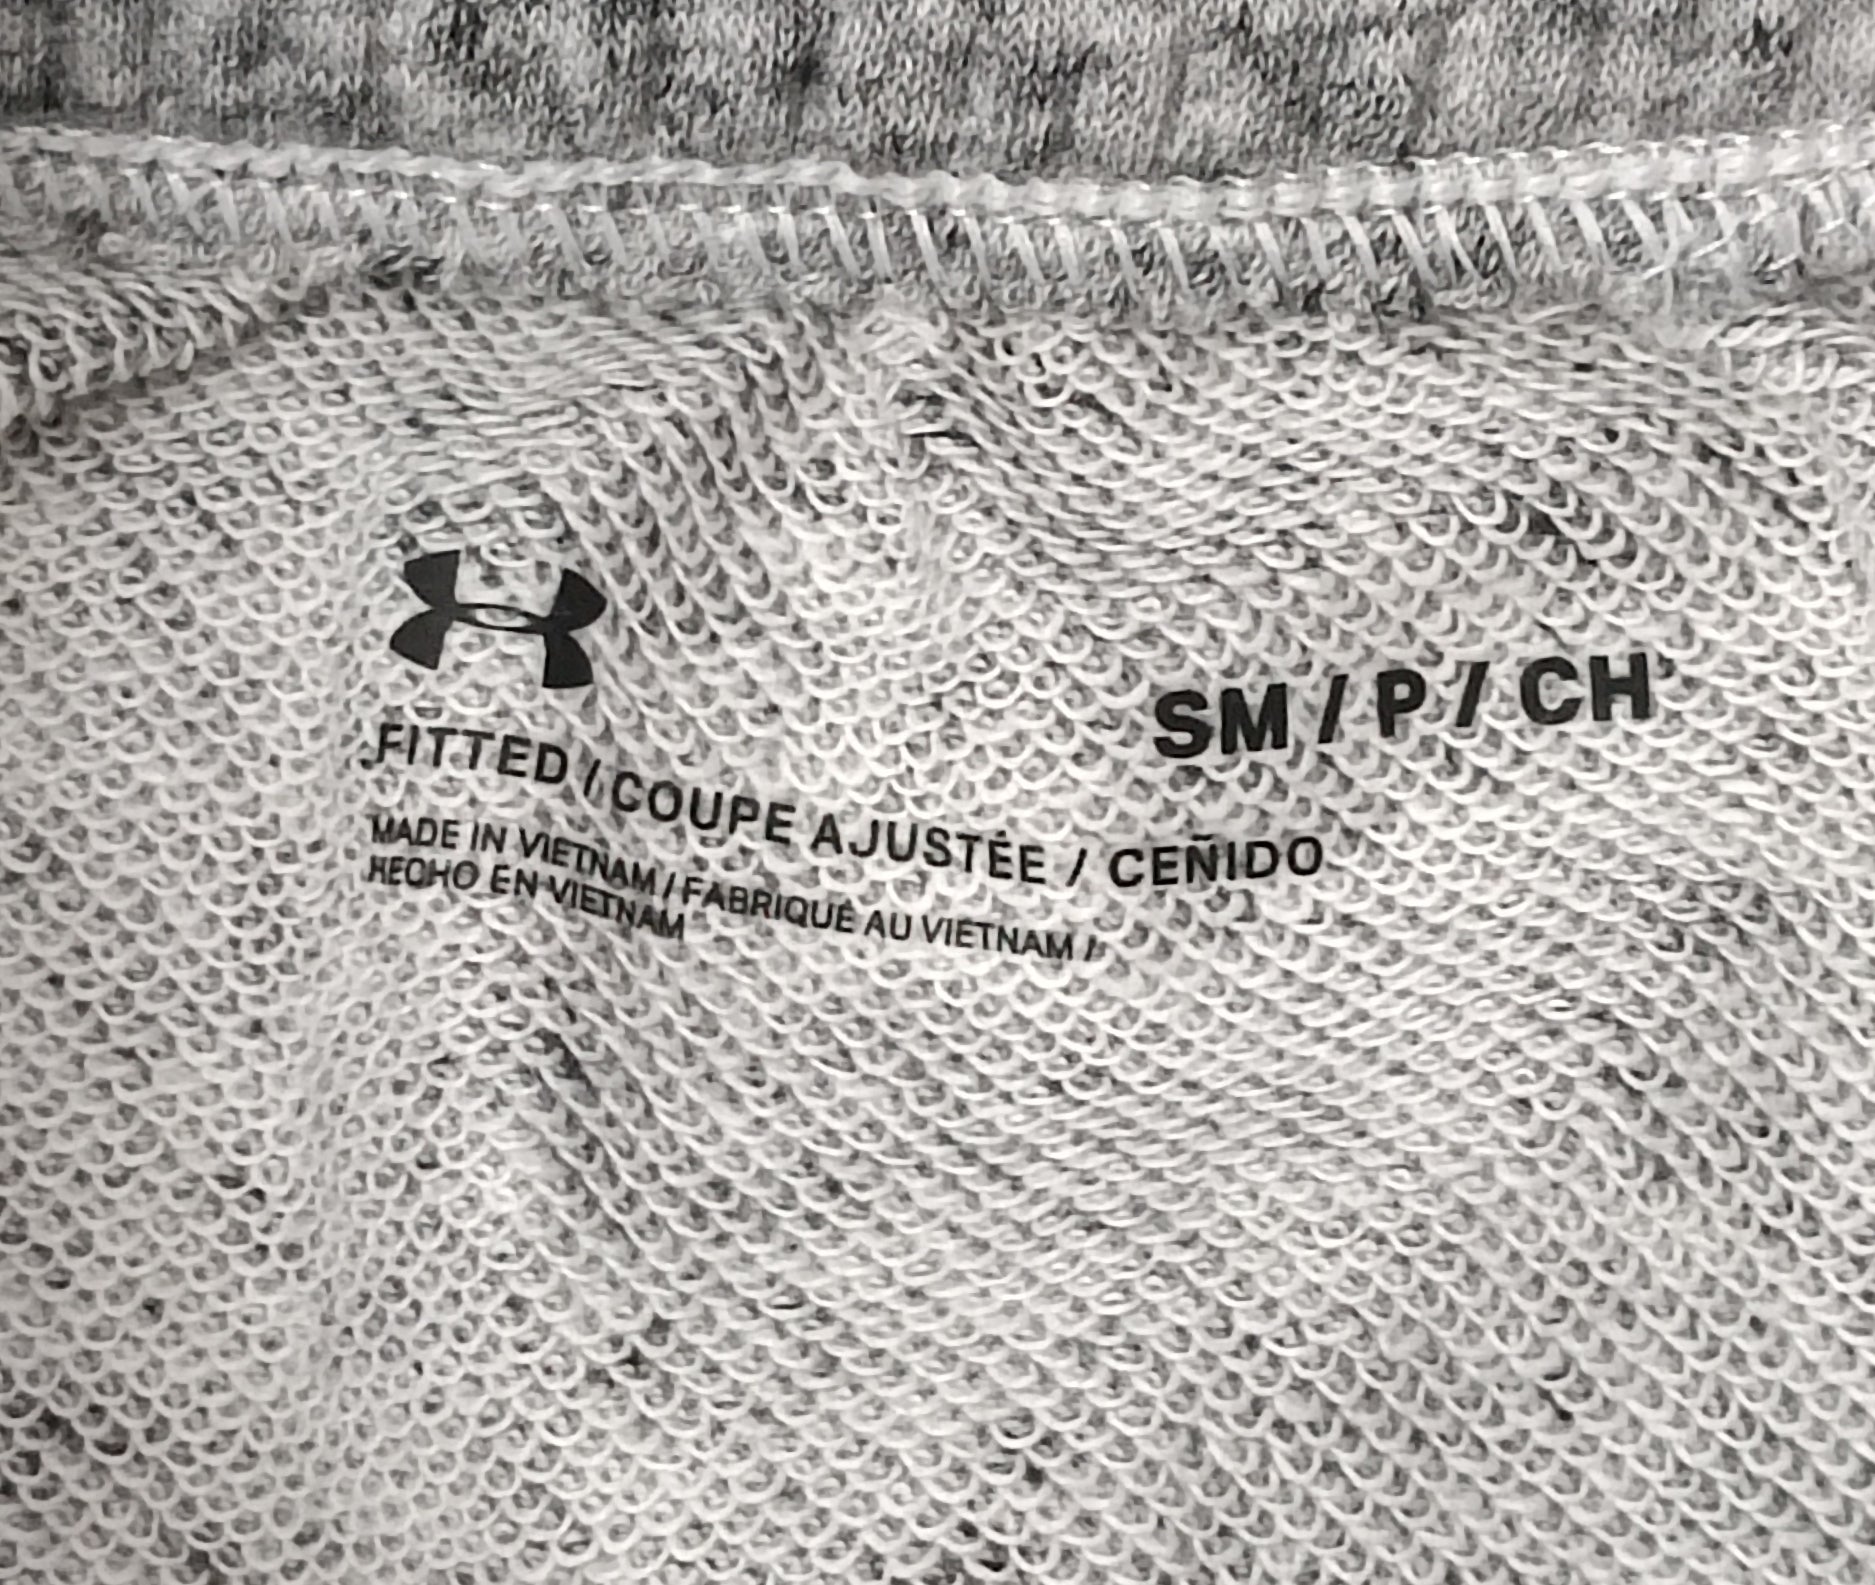 SM / P / CH
FITTED / COUPE AJUSTÉE / CEÑIDO
MADE IN VIETNAM / FABRIQUÉ AU VIETNAM /
HECHO EN VIETNAM